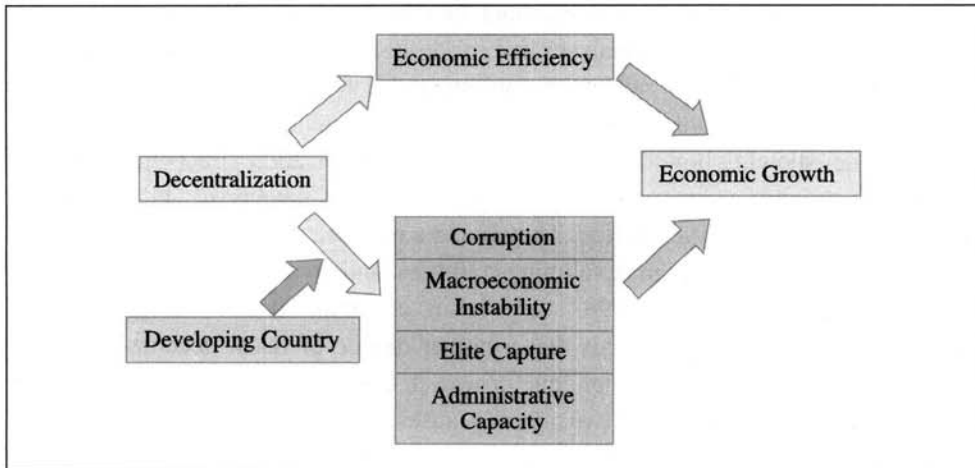 Economic Efficiency
Decentralization
Economic Growth
Corruption
Macroeconomic
Instability
Developing Country
Elite Capture
Administrative
Capacity